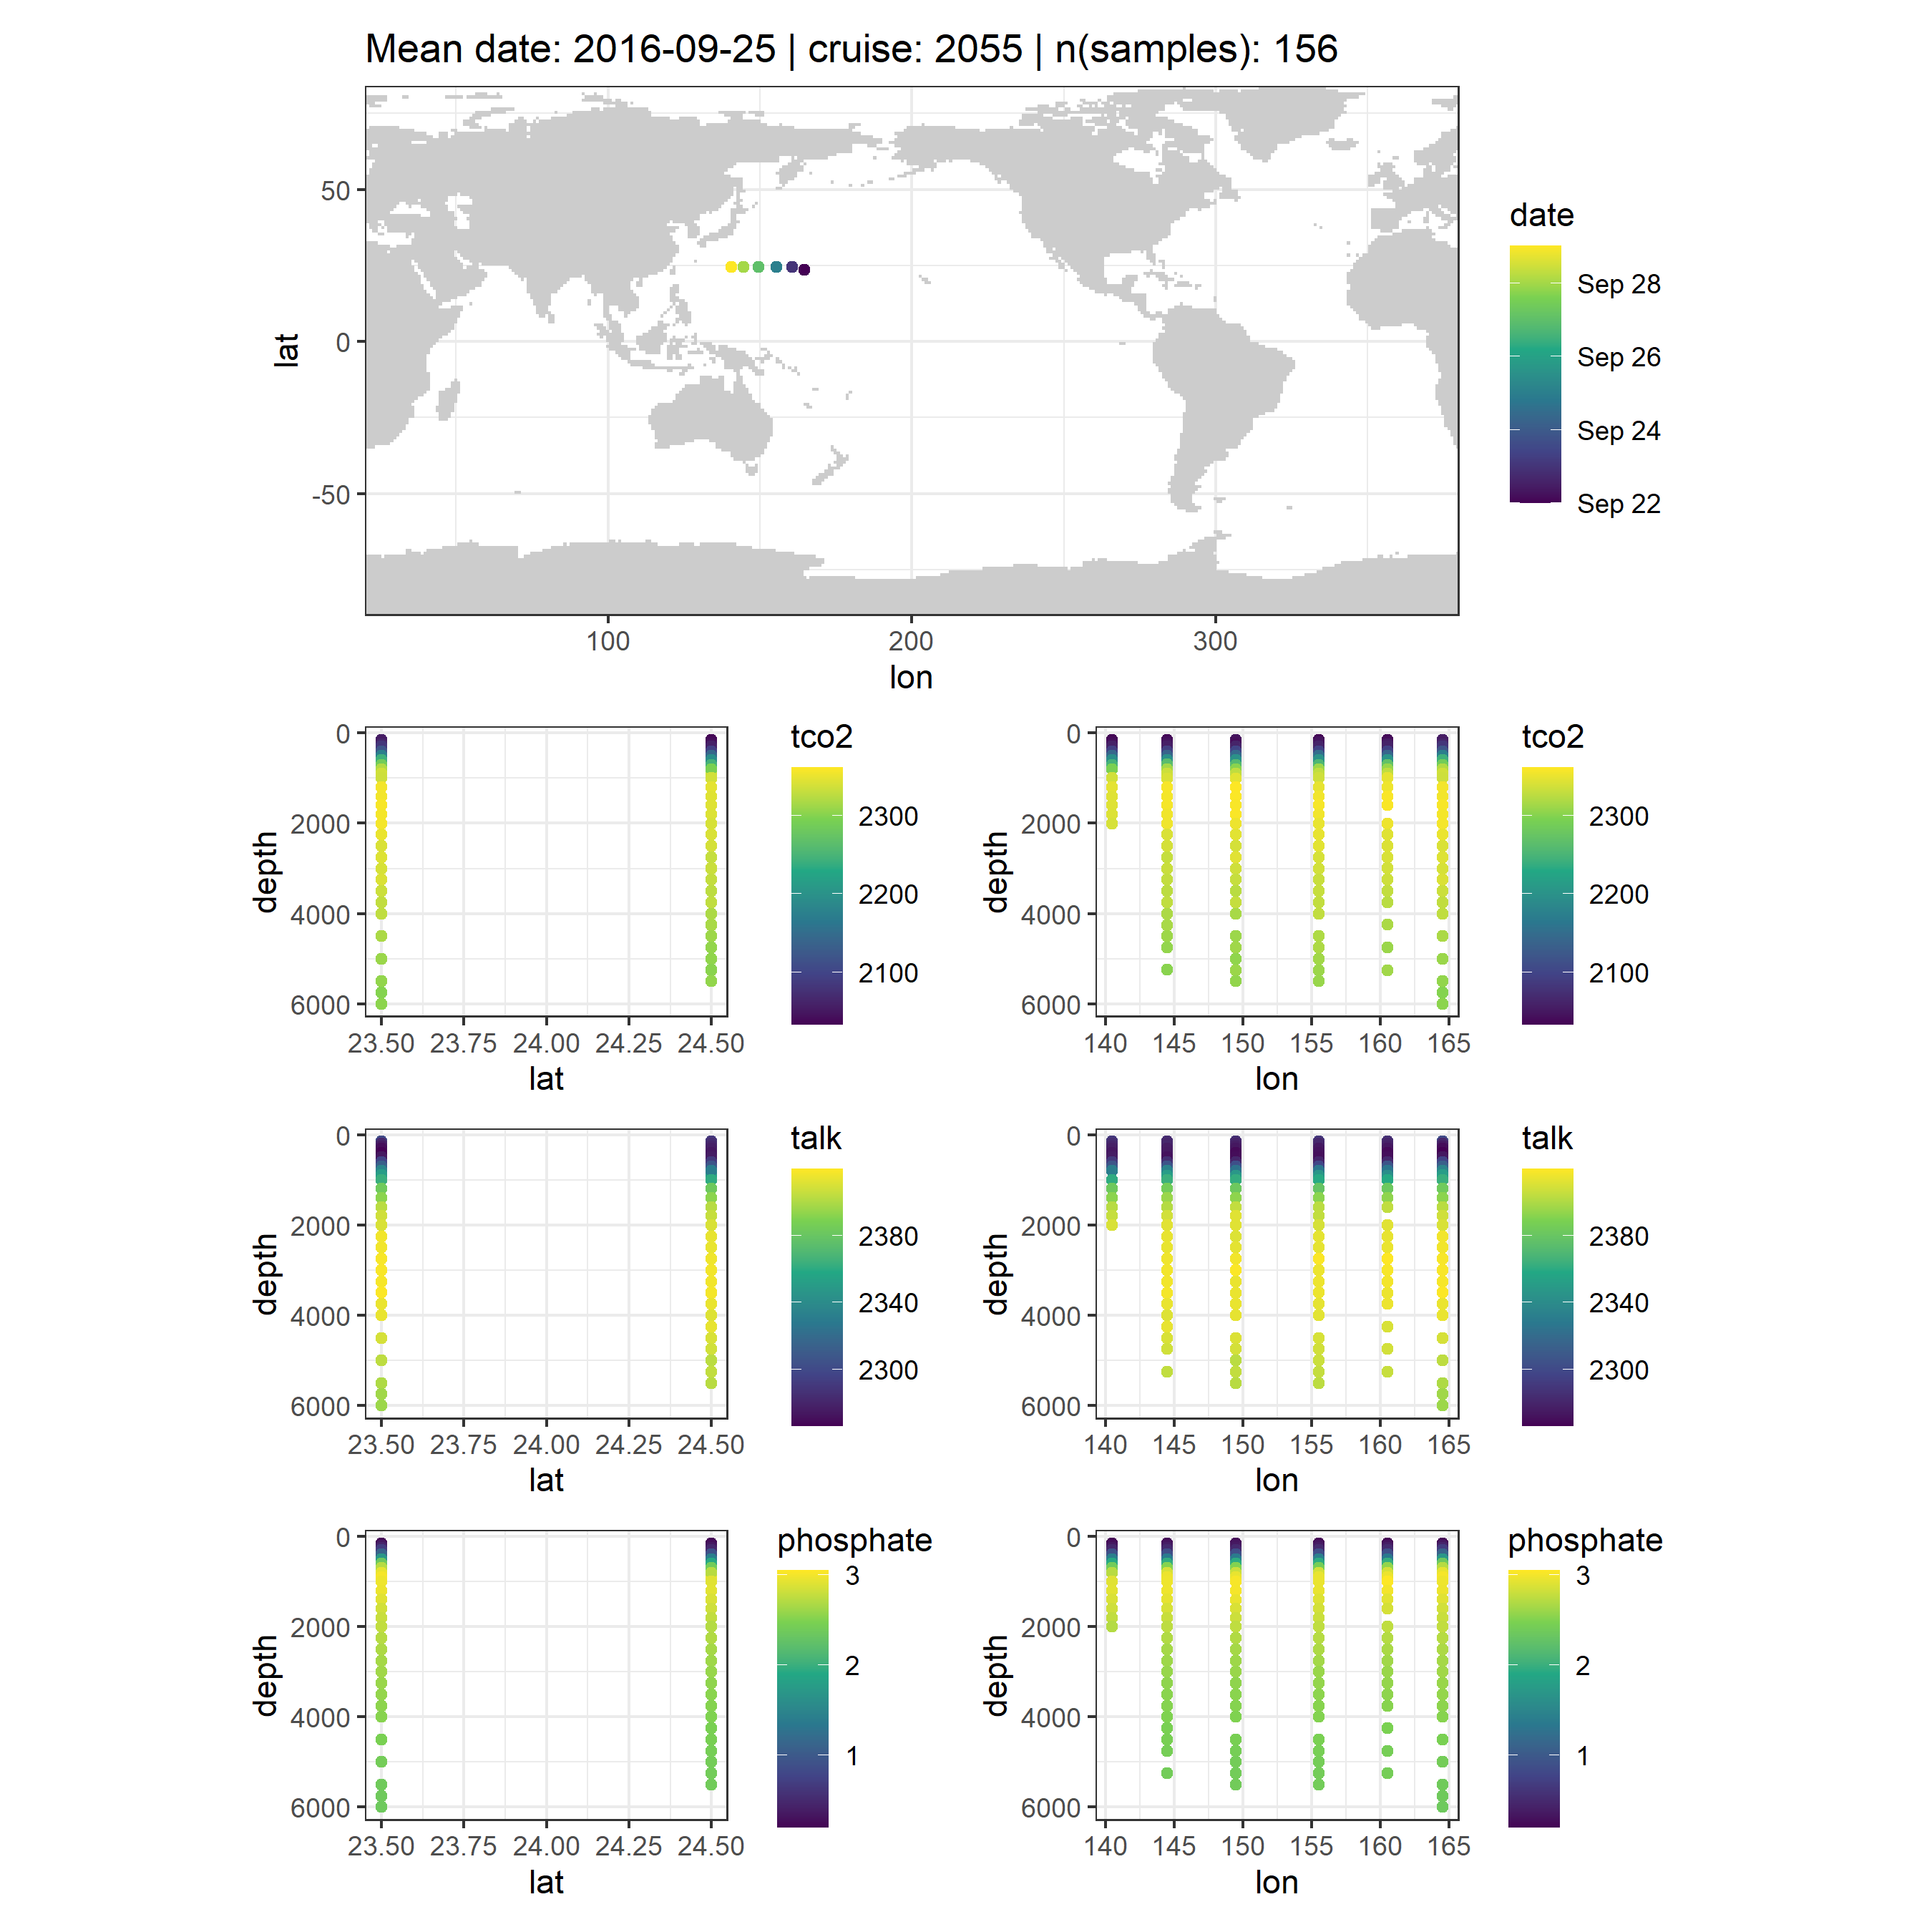 Mean date: 2016-09-25 | cruise: 2055 | n(samples): 156
lat
50
0
-50
100 200 300
lon
date
Sep 28
Sep 26
Sep 24
Sep 22
depth
0
2000
4000
6000
23.50 23.75 24.00 24.25 24.50
lat
tco2
2300
2200
2100
depth
0
2000
4000
6000
140 145 150 155 160 165
lon
tco2
2300
2200
2100
depth
0
2000
4000
6000
23.50 23.75 24.00 24.25 24.50
lat
talk
2380
2340
2300
depth
0
2000
4000
6000
140 145 150 155 160 165
lon
talk
2380
2340
2300
depth
0
2000
4000
6000
23.50 23.75 24.00 24.25 24.50
lat
phosphate
3
2
1
depth
0
2000
4000
6000
140 145 150 155 160 165
lon
phosphate
3
2
1